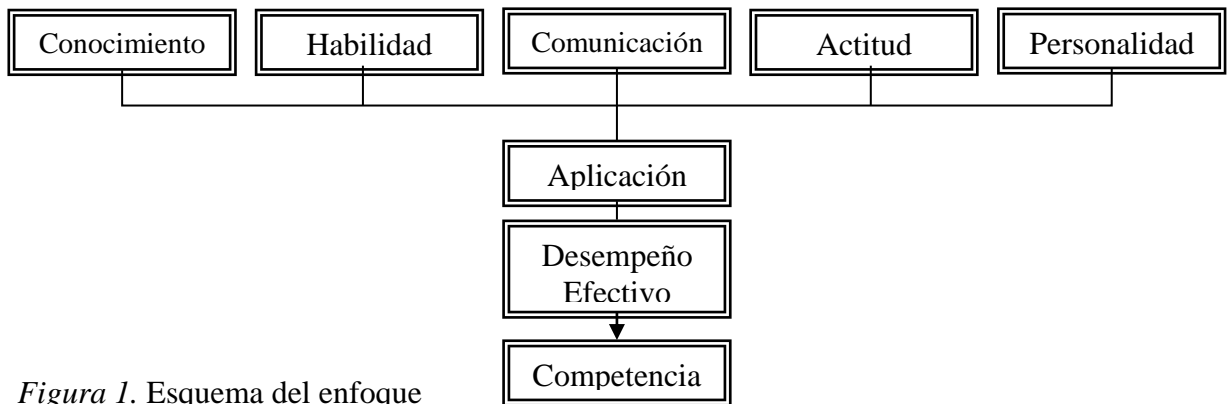 Conocimiento Habilidad Comunicación Actitud Personalidad
Aplicación
Desempeño
Efectivo
Competencia
Figura 1. Esquema del enfoque